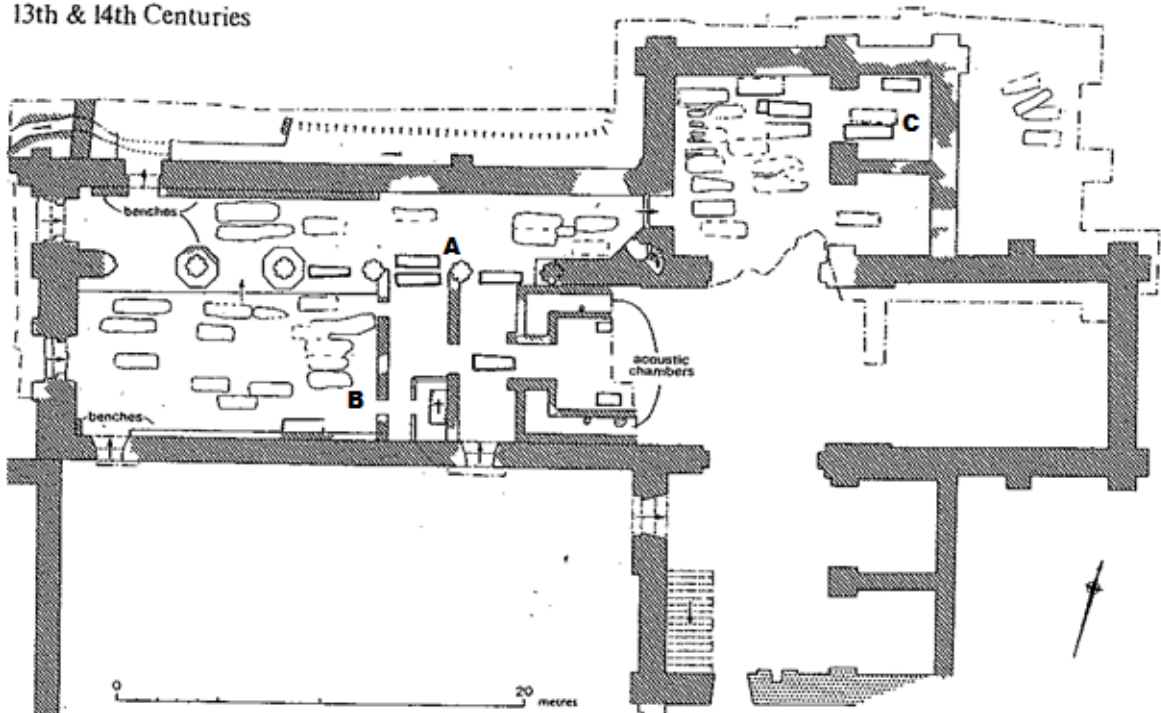 13th & 14th Centuries
C
A
benches
acoustic
chambers
B
benches
0
20
metres